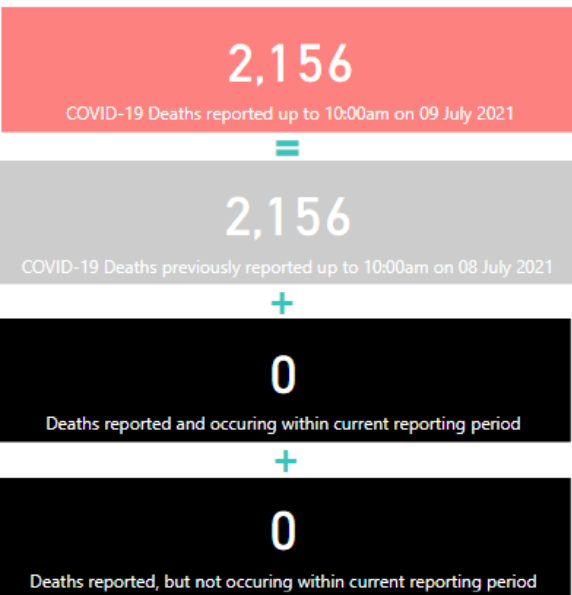 2,156
COVID-19 Deaths reported up to 10:00am on 09 July 2021
=
2,156
COVID-19 Deaths previously reported up to 10:00am on 08 July 2021
+
0
Deaths reported and occuring within current reporting period
+
0
Deaths reported, but not occuring within current reporting period